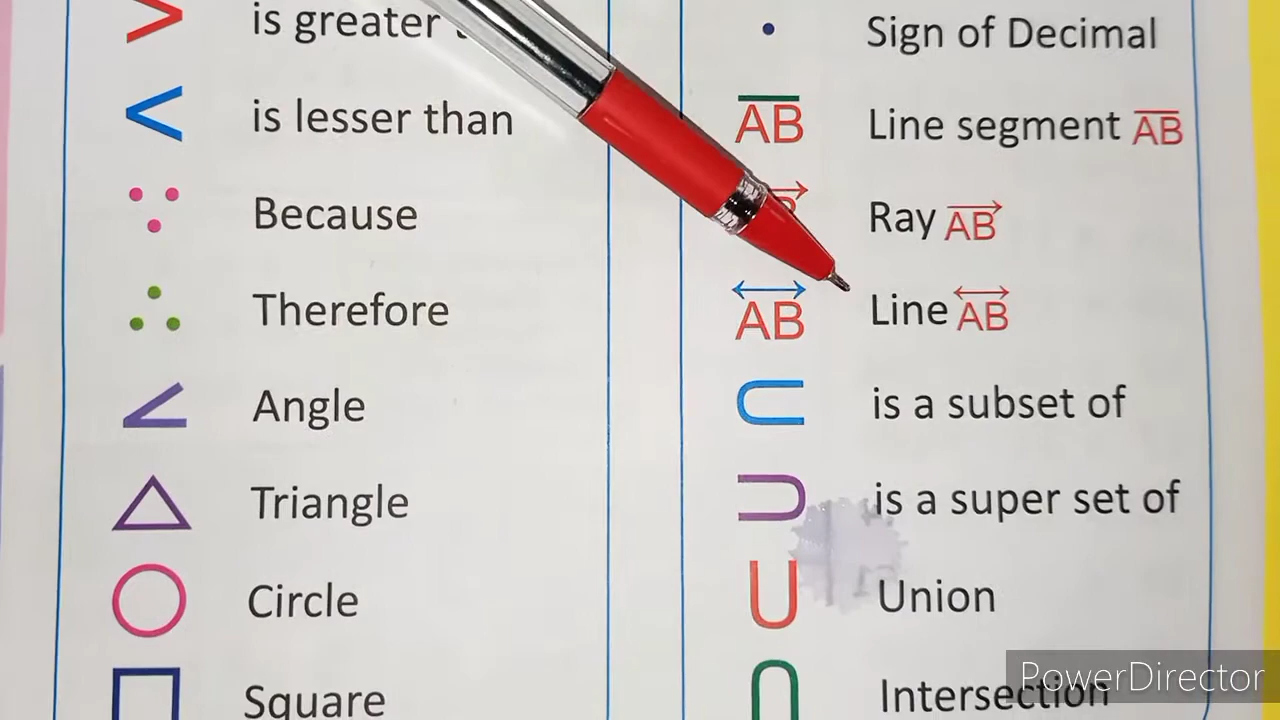 > is greater
< is lesser than
∵ Because
∴ Therefore
∠ Angle
△ Triangle
○ Circle
□ Square
• Sign of Decimal
AB Line segment AB
Ray AB
AB Line AB
⊂ is a subset of
⊃ is a super set of
∪ Union
∩ Intersection
PowerDirector